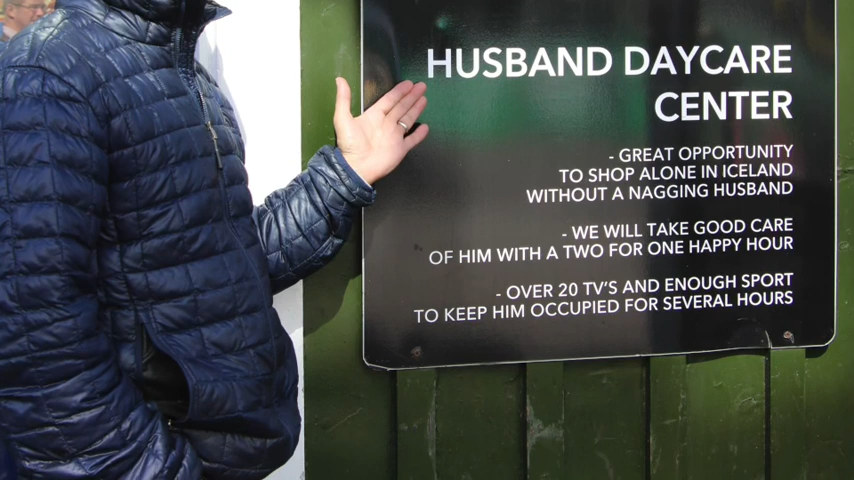 HUSBAND DAYCARE
CENTER
- GREAT OPPORTUNITY
TO SHOP ALONE IN ICELAND
WITHOUT A NAGGING HUSBAND
- WE WILL TAKE GOOD CARE
OF HIM WITH A TWO FOR ONE HAPPY HOUR
- OVER 20 TV'S AND ENOUGH SPORT
TO KEEP HIM OCCUPIED FOR SEVERAL HOURS